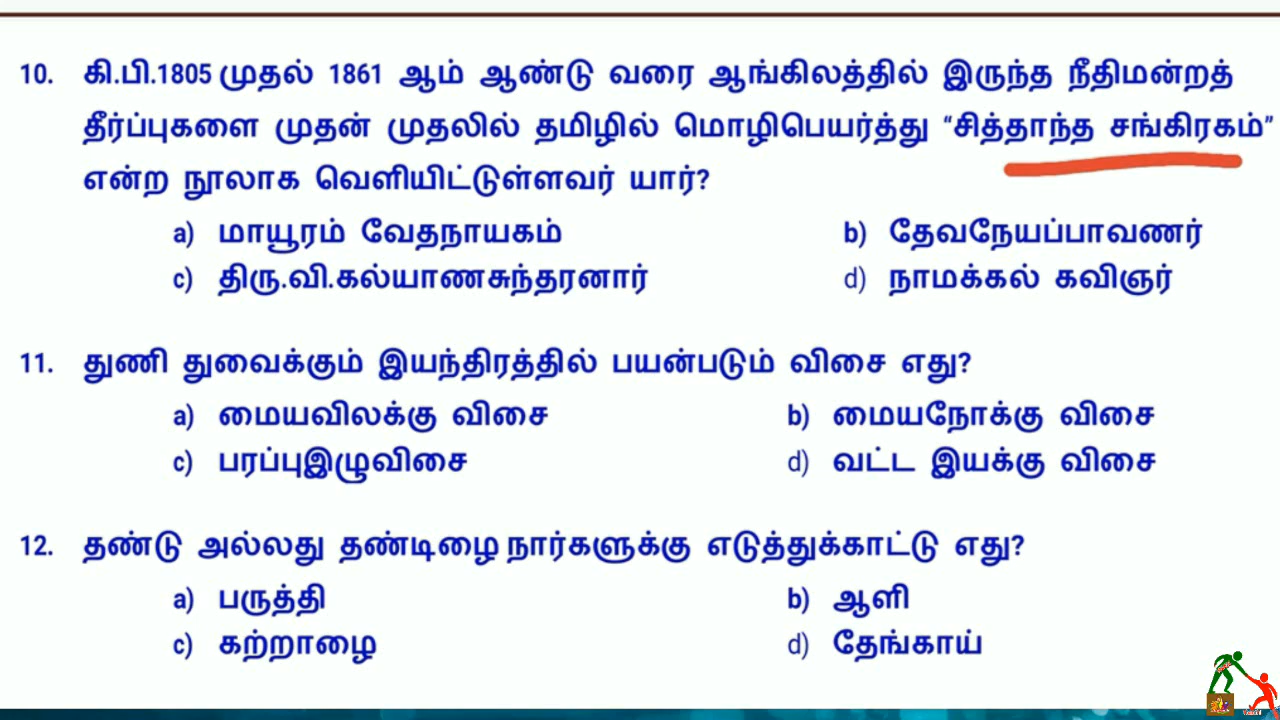 10. கி.பி.1805 முதல் 1861 ஆம் ஆண்டு வரை ஆங்கிலத்தில் இருந்த நீதிமன்றத்
தீர்ப்புகளை முதன் முதலில் தமிழில் மொழிபெயர்த்து “சித்தாந்த சங்கிரகம்”
என்ற நூலாக வெளியிட்டுள்ளவர் யார்?
a) மாயூரம் வேதநாயகம் b) தேவநேயப்பாவணர்
c) திரு.வி.கல்யாணசுந்தரனார் d) நாமக்கல் கவிஞர்
11. துணி துவைக்கும் இயந்திரத்தில் பயன்படும் விசை எது?
a) மையவிலக்கு விசை b) மையநோக்கு விசை
c) பரப்புஇழுவிசை d) வட்ட இயக்கு விசை
12. தண்டு அல்லது தண்டிழை நார்களுக்கு எடுத்துக்காட்டு எது?
a) பருத்தி b) ஆளி
c) கற்றாழை d) தேங்காய்